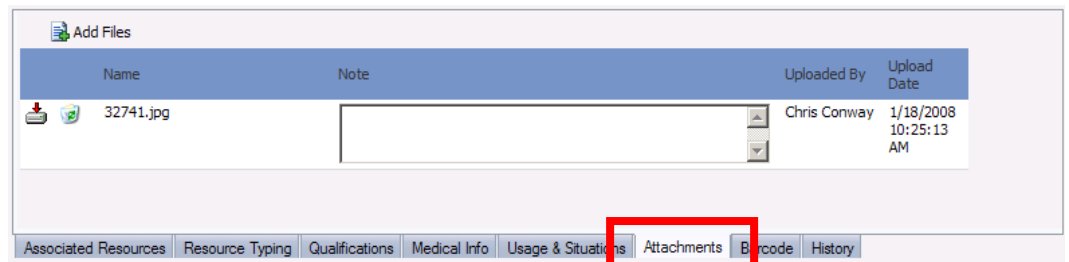 Add Files
Name Note Uploaded By Upload Date
32741.jpg Chris Conway 1/18/2008 10:25:13 AM
Associated Resources Resource Typing Qualifications Medical Info Usage & Situations Attachments Barcode History